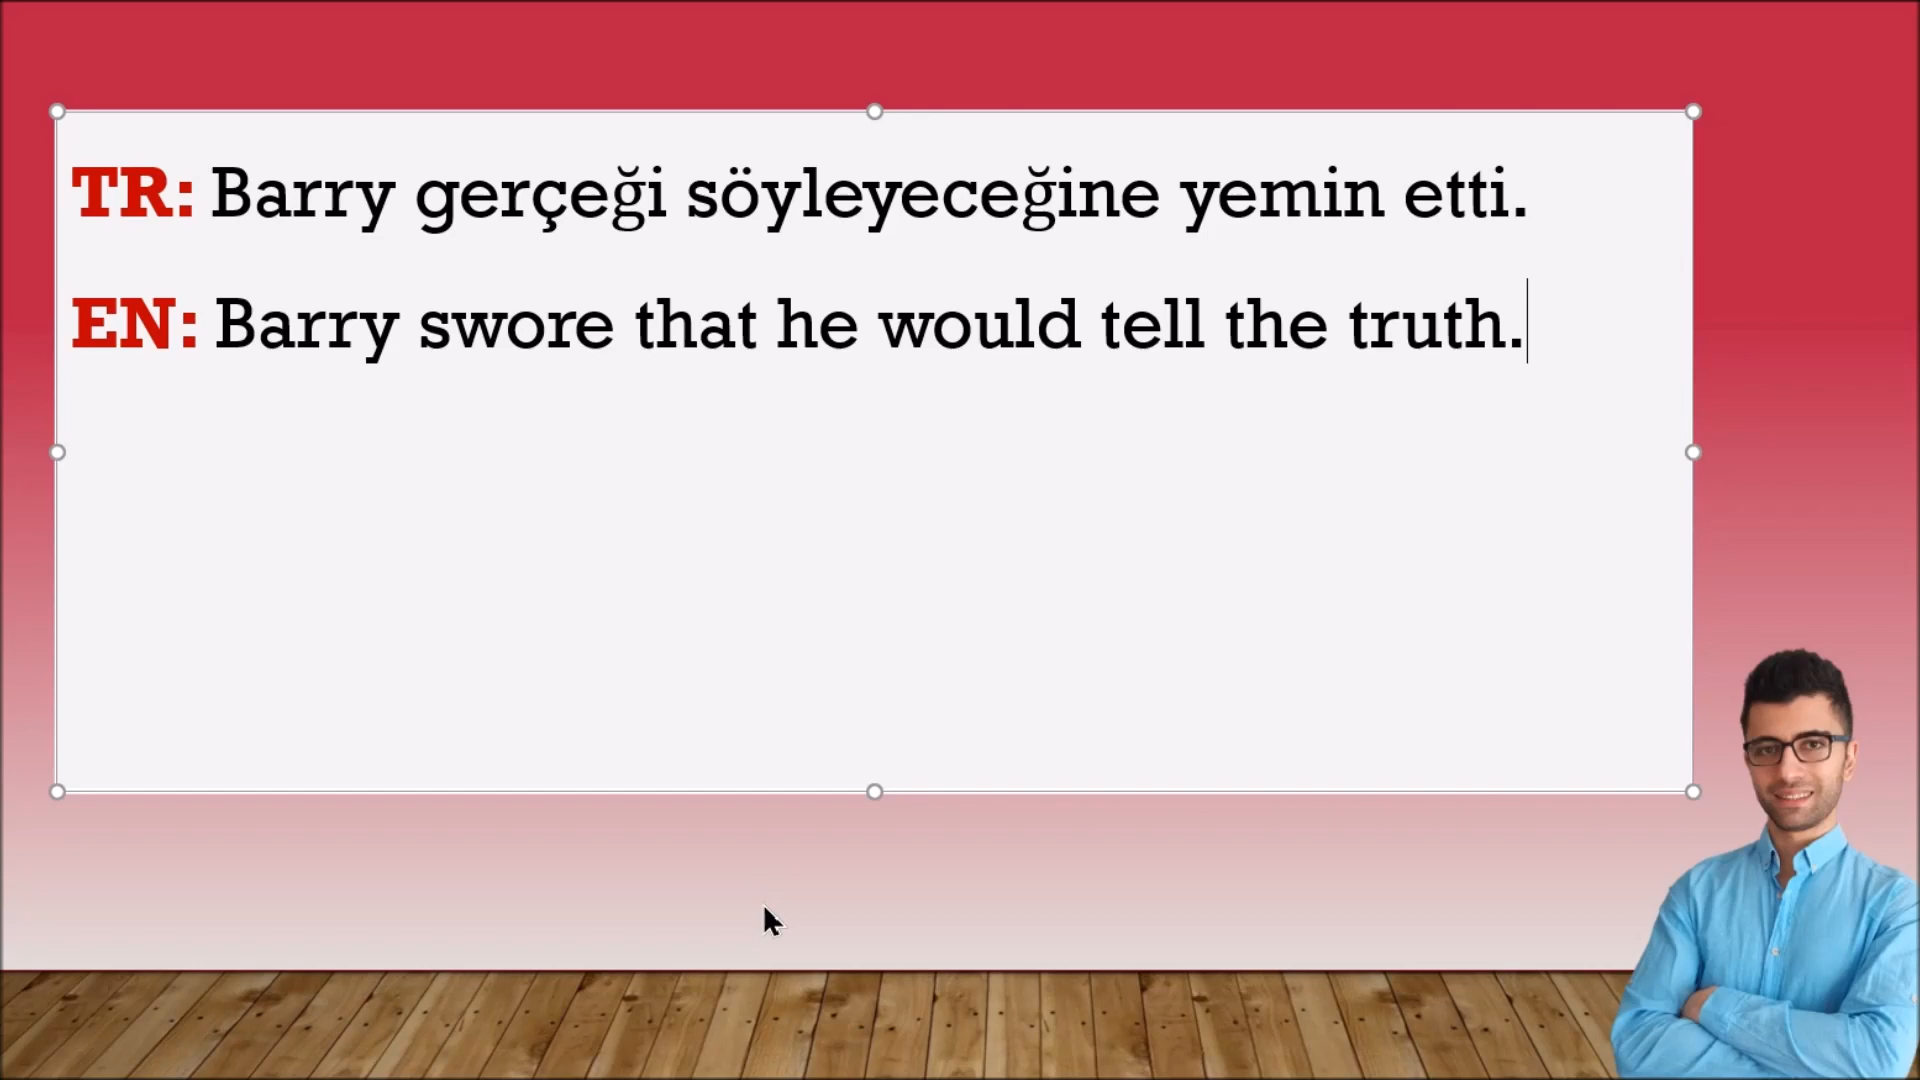 TR: Barry gerçeği söyleyeceğine yemin etti.
EN: Barry swore that he would tell the truth.